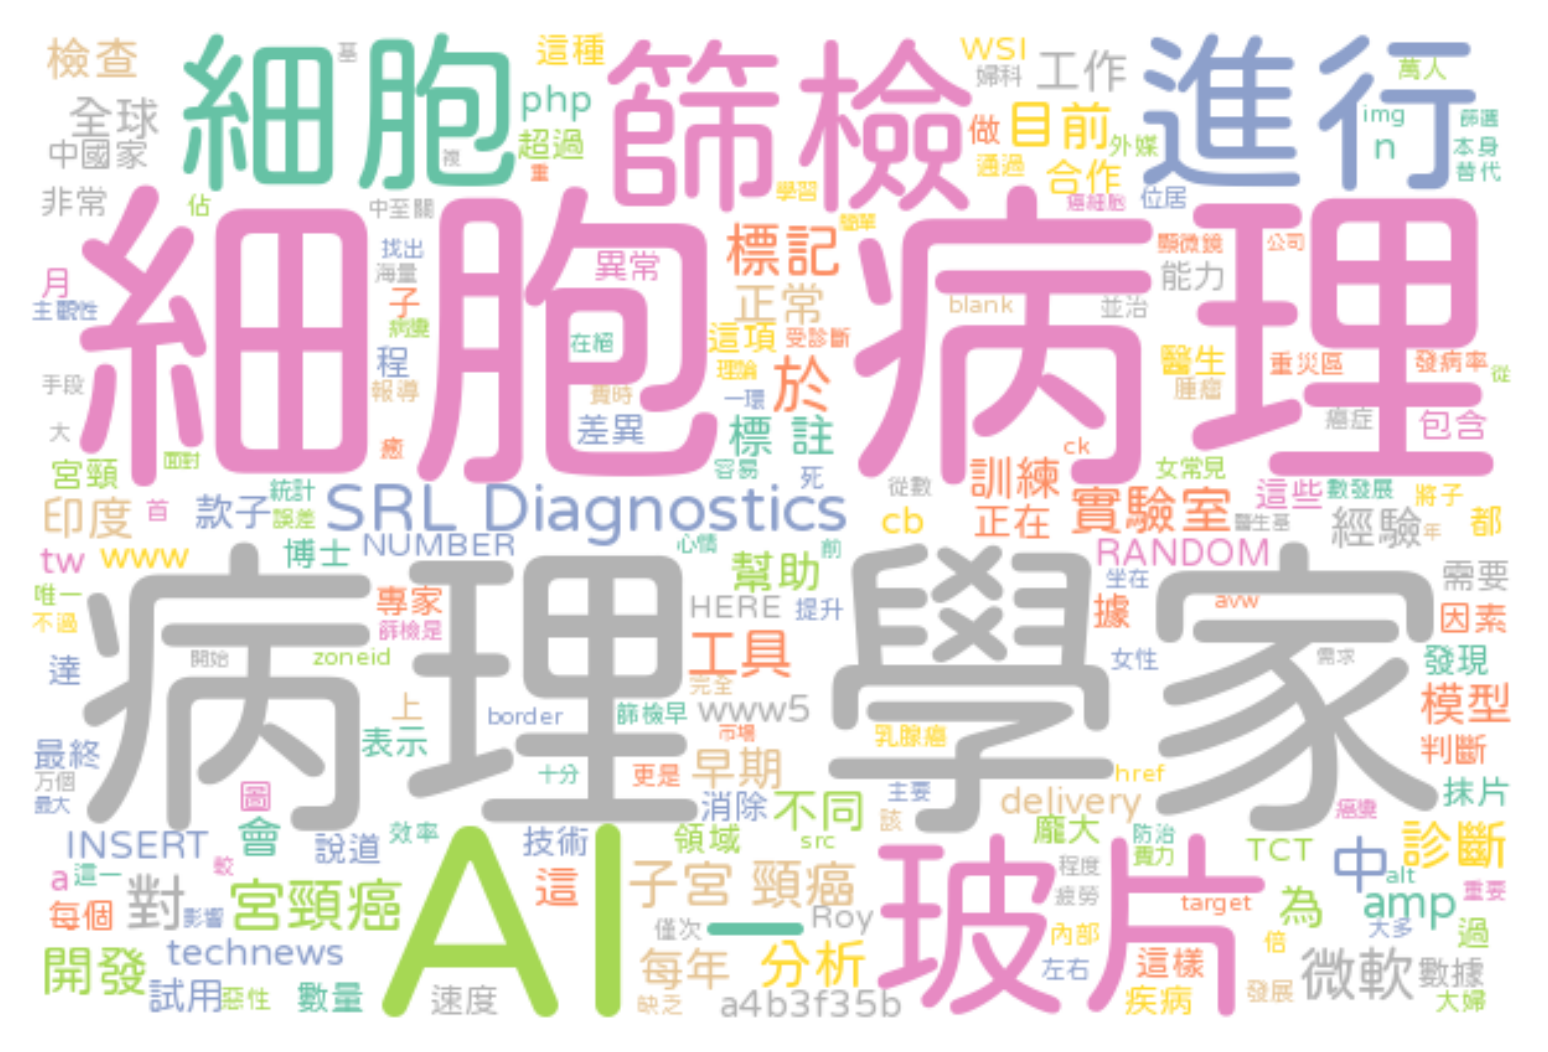 檢查 細胞 基 這種 篩檢 WSI 婦科 工作 進行 萬人
全球 php 做 目前 外媒 img 篩選
中國家 超過 通過 合作 n 本身
非常 佔 中至關 重 學習 癌細胞 位居 替代
細胞 病理
找出 異常 標記 簡單 顯微鏡 公司
月 海量 子 正常 blank 並治 能力
主觀性 病變 在絕 這項 受診斷
程 理論 醫生 重災區 發病率 從
手段 報導 費時 一環 於 腫瘤
大 差異 標註 癌症 包含
癒 ck
宮頸 面對 容易 死 訓練 女常見
印度 首 款子 統計 誤差 SRL Diagnostics 從數 cb 正在 實驗室 這些 醫生基 數發展 將子 經驗 年 都
tw www 博士 NUMBER 心情 幫助 前 RANDOM
唯一 專家 HERE 提升 坐在 據 avw 女性 需要
不過 篩檢是 工具 因素
病理 學家
達 開始 zoneid 完全 需求 發現
上 border 篩檢早 www5 模型
最終 表示 市場 乳腺癌 判斷
万個 十分 更是 早期 href
最大 圖 消除 不同 主要 delivery 癌變 抹片
INSERT 會 說道 效率 AI 技術 領域 src 該 龐大 防治 費力 TCT 診斷
a 這一 較 這 子宮頸癌 玻片 程度 中 alt
每個 對 影響 宮頸癌 疲勞 target 為 amp 重要
僅次 一 Roy 大多
開發 technews 每年 分析 內部 倍 過
左右 這樣 微軟 數據
試用 惡性 數量 速度 缺乏 a4b3f35b 疾病 發展 大婦